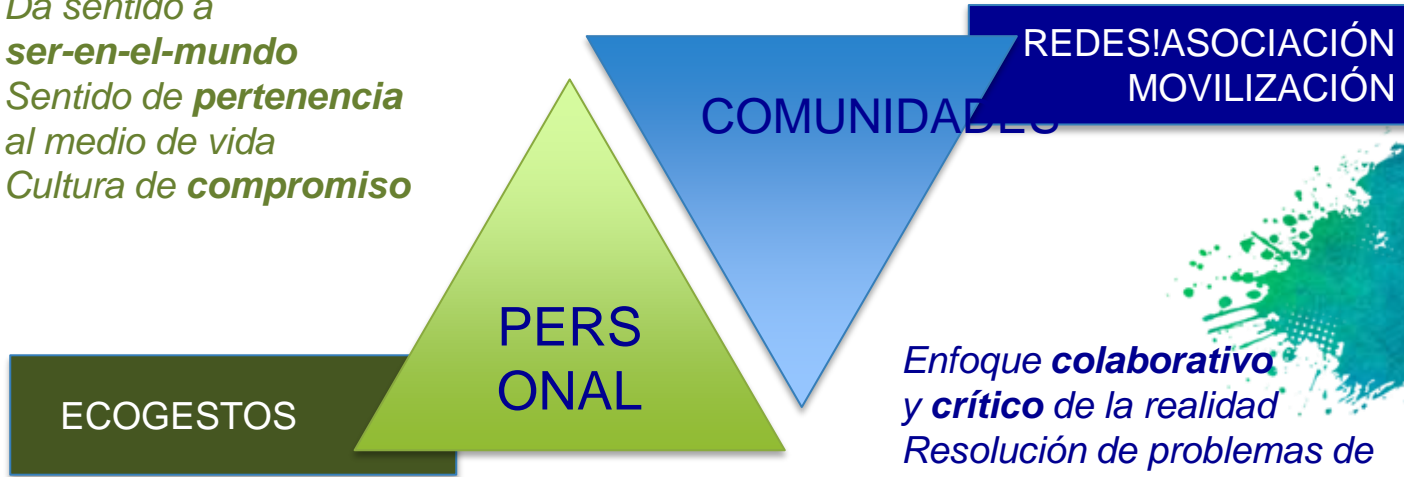 Da sentido a
ser-en-el-mundo
Sentido de pertenencia
al medio de vida
Cultura de compromiso
REDES!ASOCIACIÓN
MOVILIZACIÓN
COMUNIDADES
PERS
ONAL
ECOGESTOS
Enfoque colaborativo
y crítico de la realidad
Resolución de problemas de